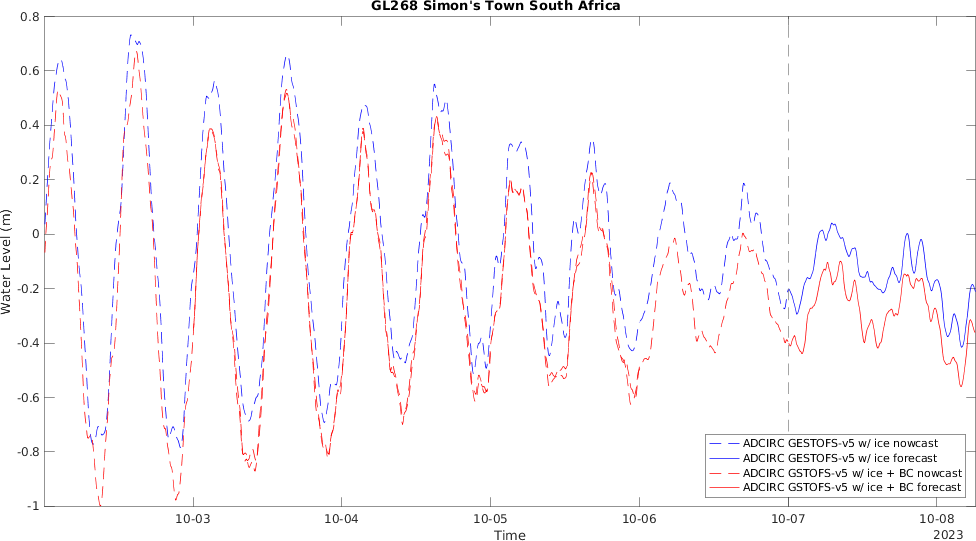 GL268 Simon's Town South Africa
0.8
0.6
0.4
0.2
0
-0.2
-0.4
-0.6
-0.8
-1
Water Level (m)
ADCIRC GESTOFS-v5 w/ ice nowcast
ADCIRC GESTOFS-v5 w/ ice forecast
ADCIRC GSTOFS-v5 w/ ice + BC nowcast
ADCIRC GSTOFS-v5 w/ ice + BC forecast
10-03 10-04 10-05 10-06 10-07 10-08
Time
2023